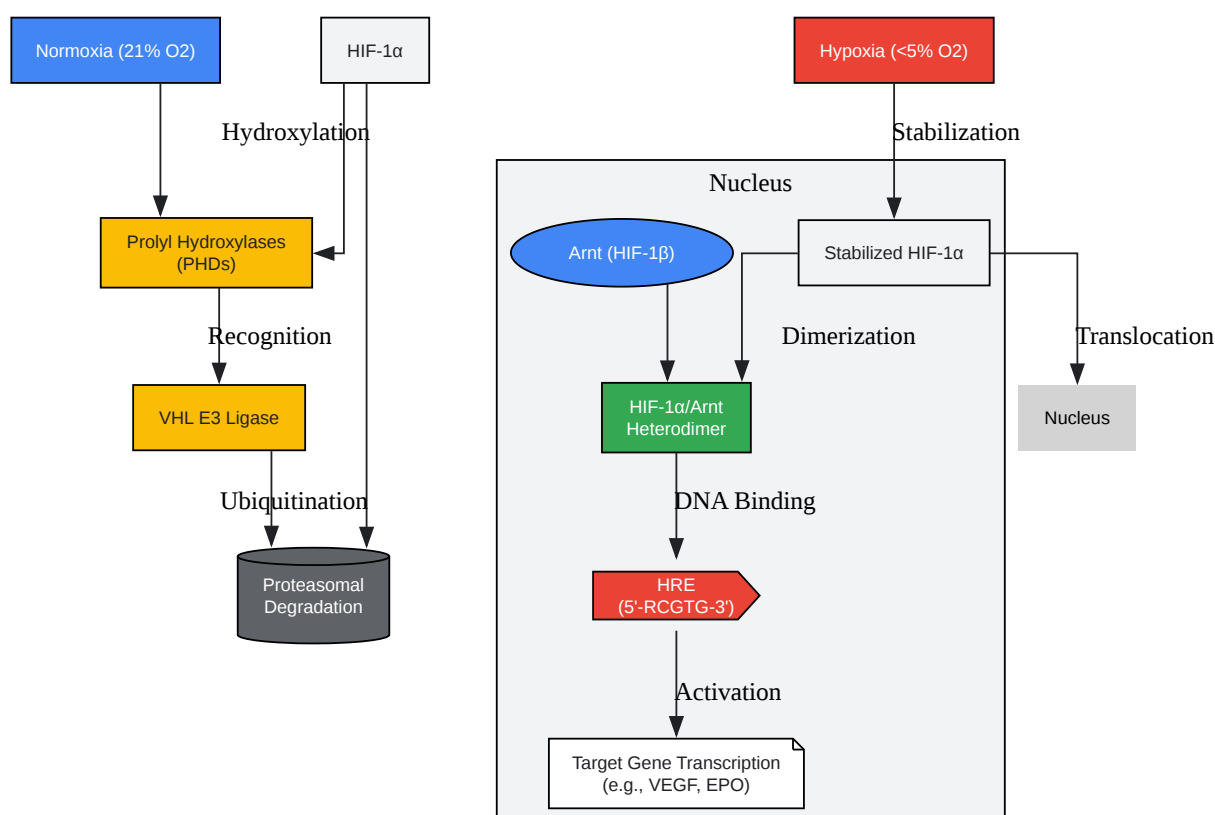 Normoxia (21% O2)
HIF-1α
Hypoxia (<5% O2)
Hydroxylation
Stabilization
Nucleus
Prolyl Hydroxylases
(PHDs)
Arnt (HIF-1β)
Stabilized HIF-1α
Recognition
Dimerization
Translocation
VHL E3 Ligase
HIF-1α/Arnt
Heterodimer
Nucleus
Ubiquitination
DNA Binding
Proteasomal
Degradation
HRE
(5'-RCGTG-3')
Activation
Target Gene Transcription
(e.g., VEGF, EPO)